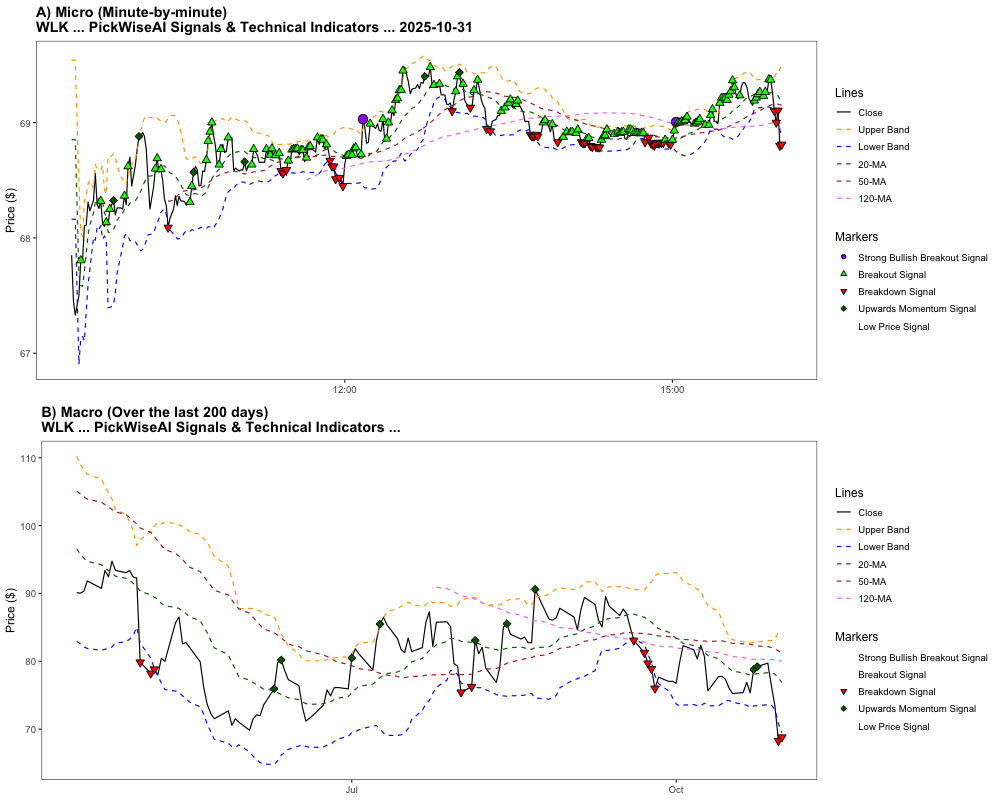 A) Micro (Minute-by-minute)
WLK ... PickWiseAI Signals & Technical Indicators ... 2025-10-31
Price ($)
69
68
67
12:00
15:00
Lines
Close
Upper Band
Lower Band
20-MA
50-MA
120-MA
Markers
Strong Bullish Breakout Signal
Breakout Signal
Breakdown Signal
Upwards Momentum Signal
Low Price Signal
B) Macro (Over the last 200 days)
WLK ... PickWiseAI Signals & Technical Indicators ...
Price ($)
110
100
90
80
70
Jul
Oct
Lines
Close
Upper Band
Lower Band
20-MA
50-MA
120-MA
Markers
Strong Bullish Breakout Signal
Breakout Signal
Breakdown Signal
Upwards Momentum Signal
Low Price Signal